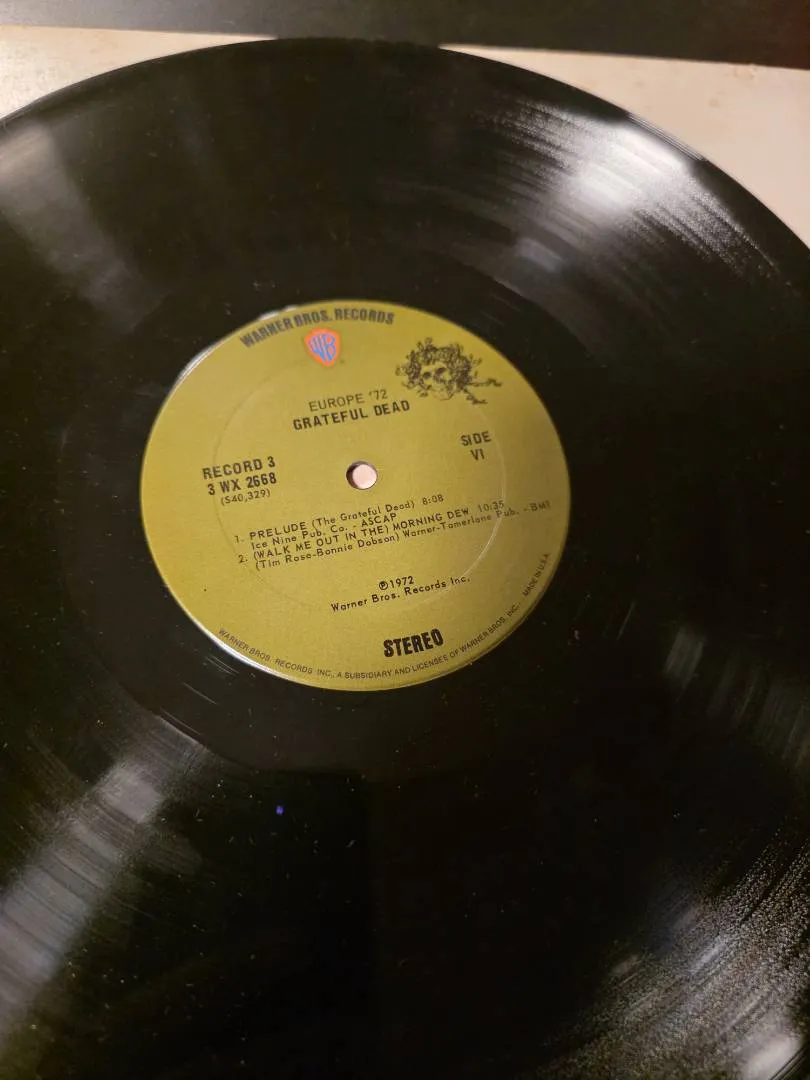 WARNER BROS. RECORDS
WB
EUROPE '72
GRATEFUL DEAD
RECORD 3
3 WX 2668
(S40,329)
SIDE
VI
1. PRELUDE (The Grateful Dead) 8:08
Ice Nine Pub. Co. - ASCAP
2. (WALK ME OUT IN THE) MORNING DEW 10:35
(Tim Rose-Bonnie Dobson) Warner-Tamerlane Pub. - BMI
℗1972
Warner Bros. Records Inc.
STEREO
WARNER BROS. RECORDS INC., A SUBSIDIARY AND LICENSEE OF WARNER BROS. INC. · MADE IN U.S.A.